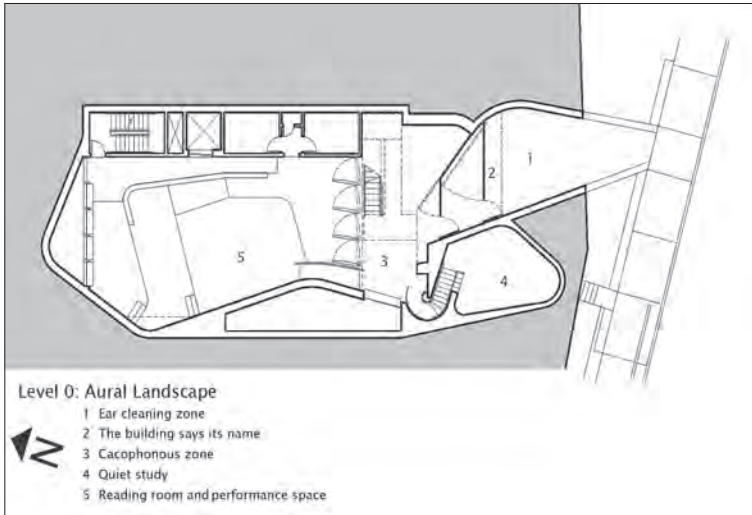 1
2
3
4
5
Level 0: Aural Landscape
1 Ear cleaning zone
2 The building says its name
3 Cacophonous zone
4 Quiet study
5 Reading room and performance space
N